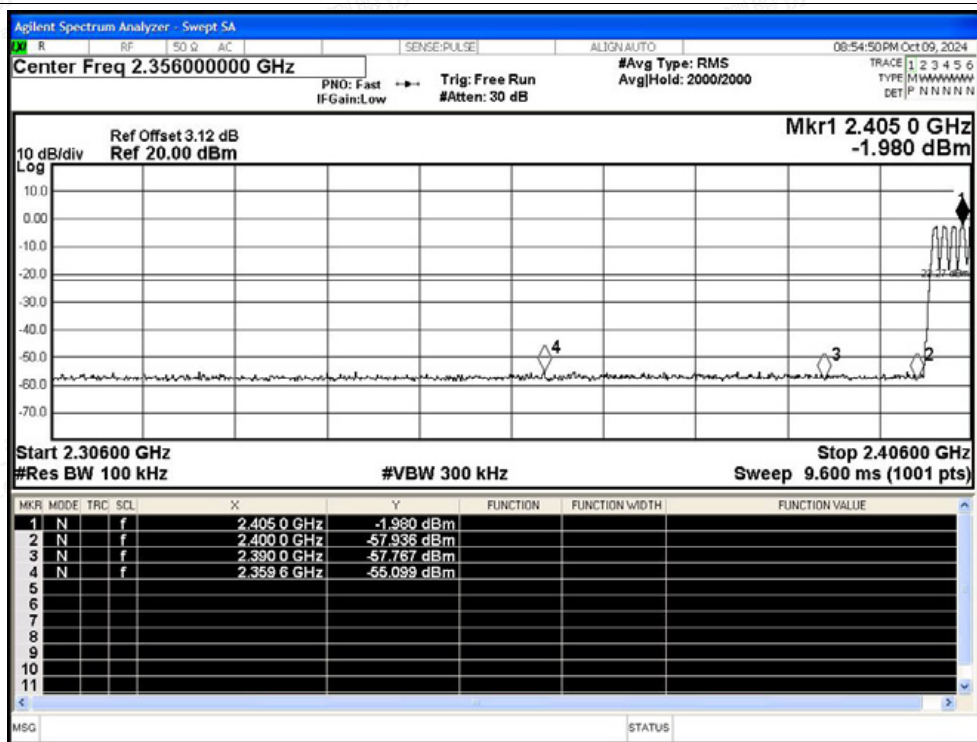 Agilent Spectrum Analyzer - Swept SA
R RF 50 Ω AC SENSE:PULSE ALIGN AUTO 08:54:50 PM Oct 09, 2024
Center Freq 2.356000000 GHz
PNO: Fast Trig: Free Run
IFGain:Low #Atten: 30 dB
#Avg Type: RMS
Avg|Hold: 2000/2000
TRACE 1 2 3 4 5 6
TYPE M WWWWW
DET P N N N N N
Ref Offset 3.12 dB
10 dB/div Ref 20.00 dBm
Log
Mkr1 2.405 0 GHz
-1.980 dBm
10.0
0.00
-10.0
-20.0
-30.0
-40.0
-50.0
-60.0
-70.0
1
dBm
4
3
2
Start 2.30600 GHz Stop 2.40600 GHz
#Res BW 100 kHz #VBW 300 kHz Sweep 9.600 ms (1001 pts)
MKR MODE TRC SCL X Y FUNCTION FUNCTION WIDTH FUNCTION VALUE
1 N f 2.405 0 GHz -1.980 dBm
2 N f 2.400 0 GHz -57.936 dBm
3 N f 2.390 0 GHz -57.767 dBm
4 N f 2.359 6 GHz -55.099 dBm
5
6
7
8
9
10
11
MSG STATUS